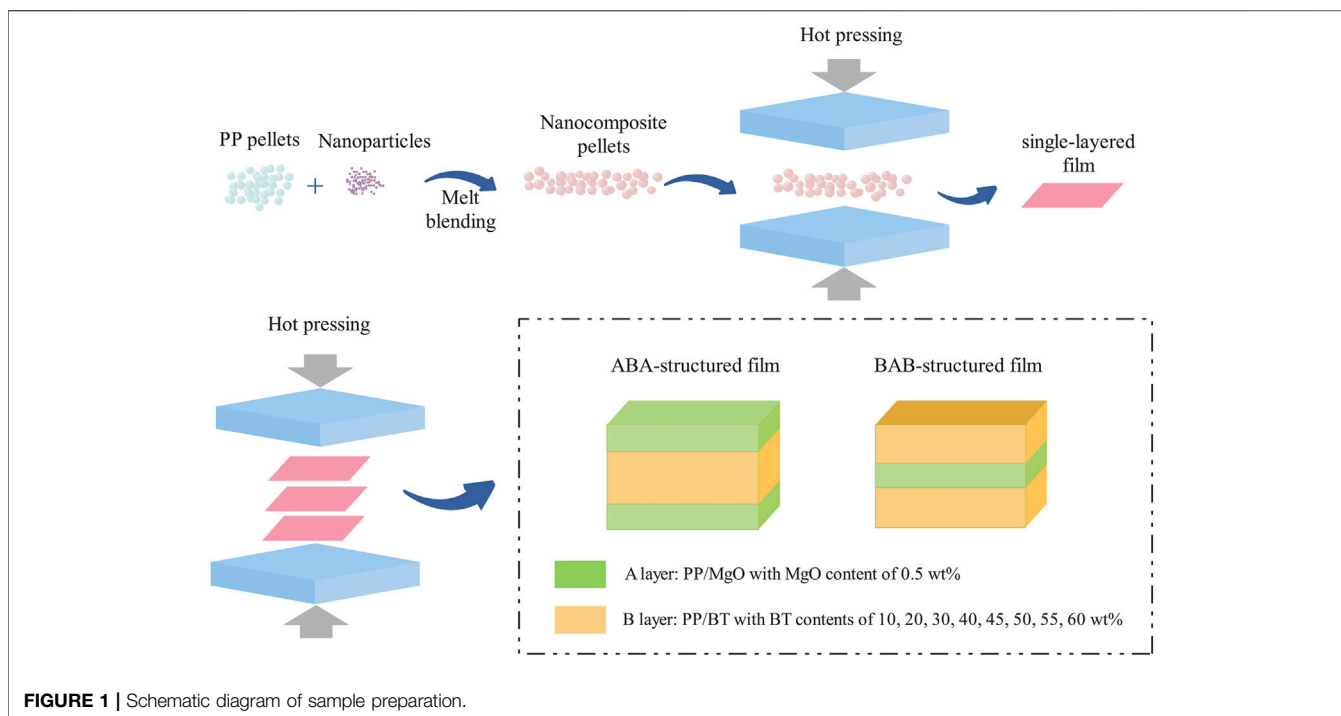 Hot pressing
PP pellets
+
Nanoparticles
Melt
blending
Nanocomposite
pellets
single-layered
film
Hot pressing
ABA-structured film
BAB-structured film
A layer: PP/MgO with MgO content of 0.5 wt%
B layer: PP/BT with BT contents of 10, 20, 30, 40, 45, 50, 55, 60 wt%
FIGURE 1 | Schematic diagram of sample preparation.